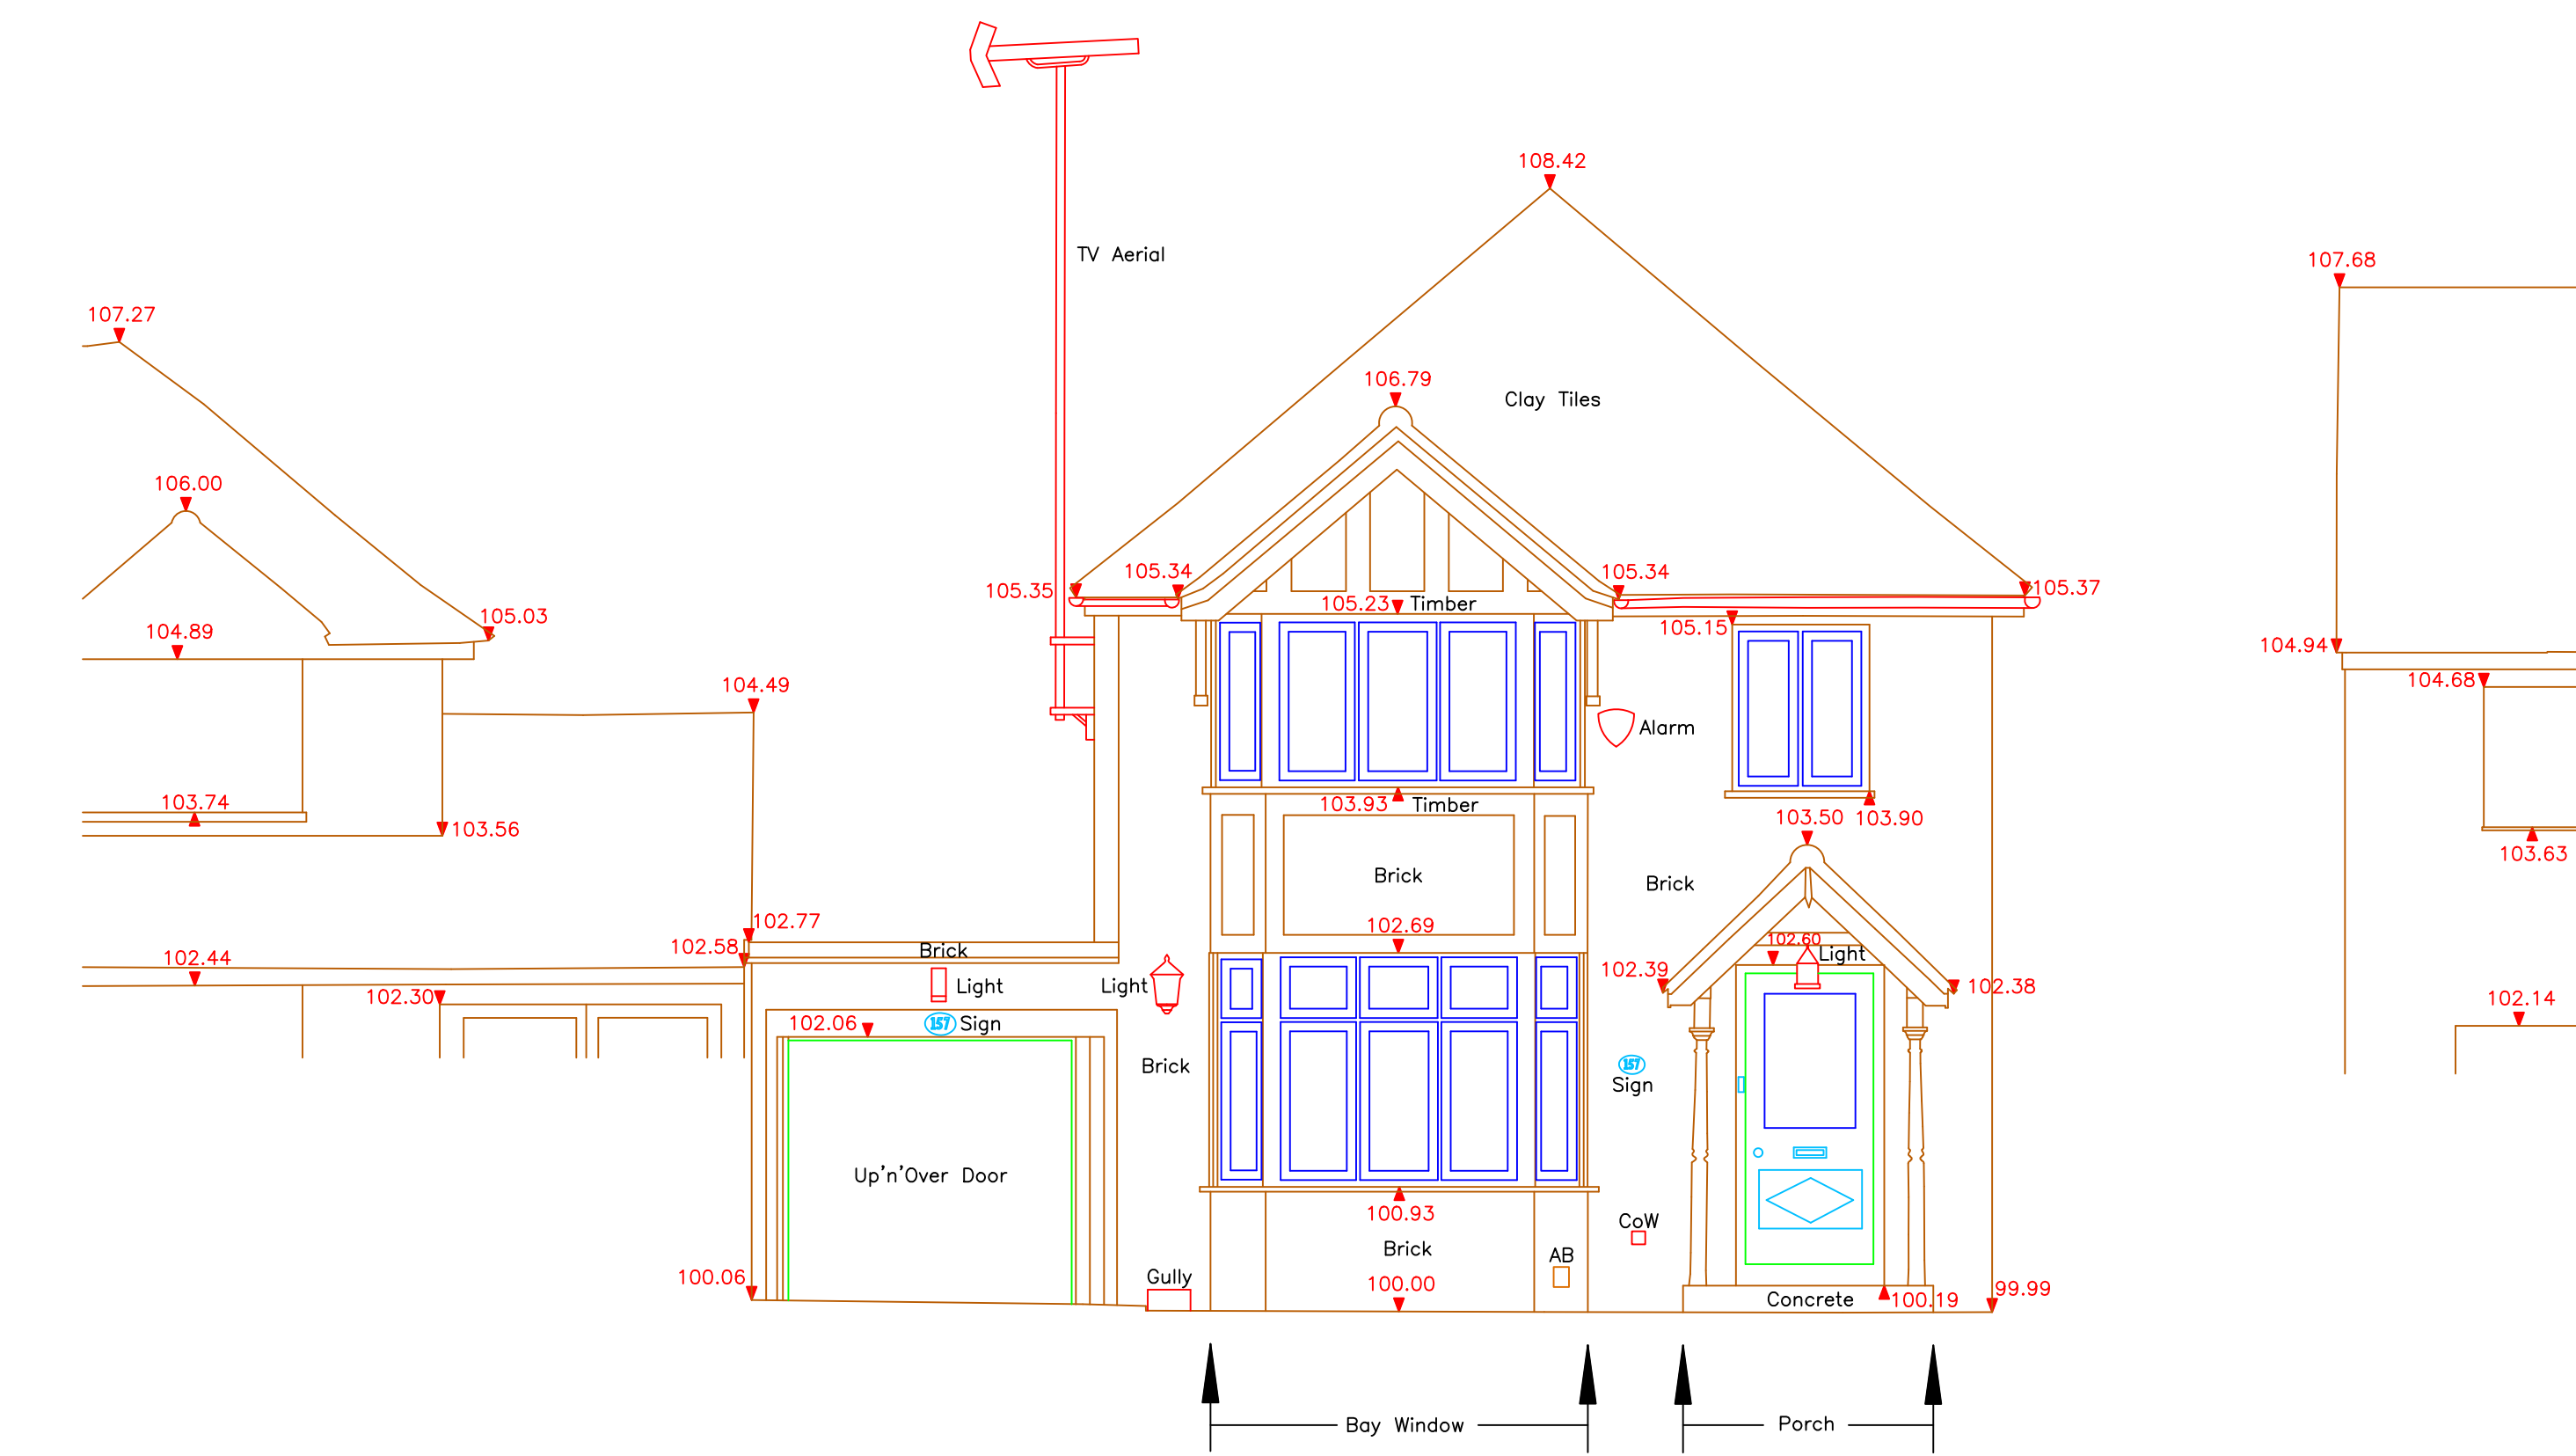 108.42
TV Aerial
107.68
107.27
106.79
Clay Tiles
106.00
105.34
105.34
105.35
105.37
105.23
Timber
105.03
105.15
104.89
104.94
104.68
104.49
Alarm
103.74
103.93
Timber
103.50
103.90
103.56
103.63
Brick
Brick
102.77
102.69
102.58
Brick
102.60
Light
102.44
102.39
102.38
Light
Light
102.30
102.14
102.06
157
Sign
Brick
157
Sign
Up'n'Over Door
100.93
CoW
Brick
AB
100.06
Gully
100.00
99.99
Concrete
100.19
Bay Window
Porch